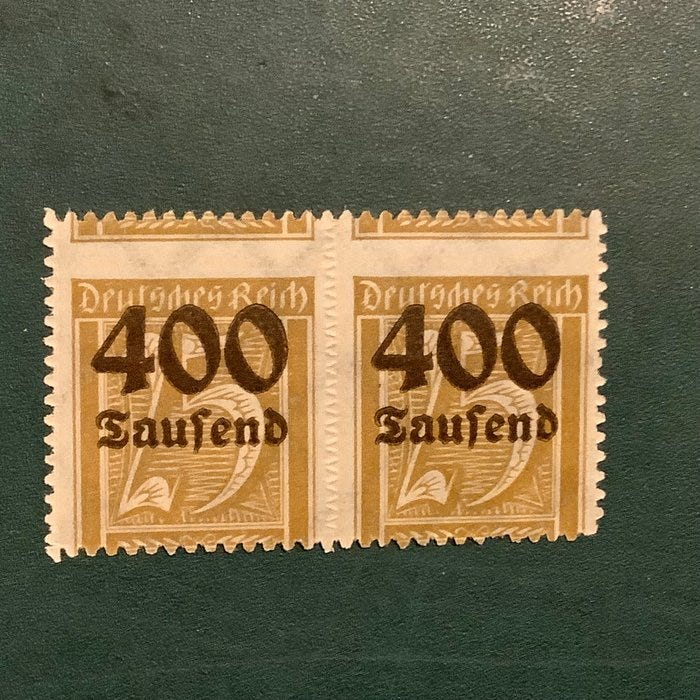 Deutsches Reich
400
Tauſend
Deutsches Reich
400
Tauſend